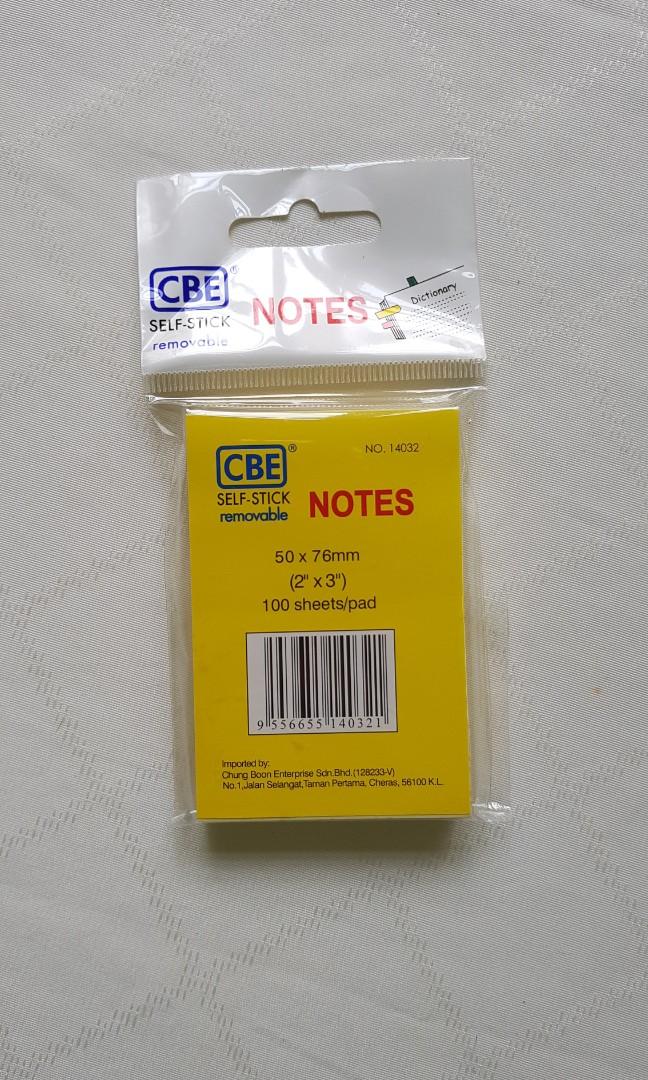 CBE®
SELF-STICK
removable
NOTES
Dictionary
CBE®
SELF-STICK
removable
NOTES
NO. 14032
50 x 76mm
(2" x 3")
100 sheets/pad
9 556655 140321
Imported by:
Chung Boon Enterprise Sdn.Bhd.(128233-V)
No.1,Jalan Selangat,Taman Pertama, Cheras, 56100 K.L.